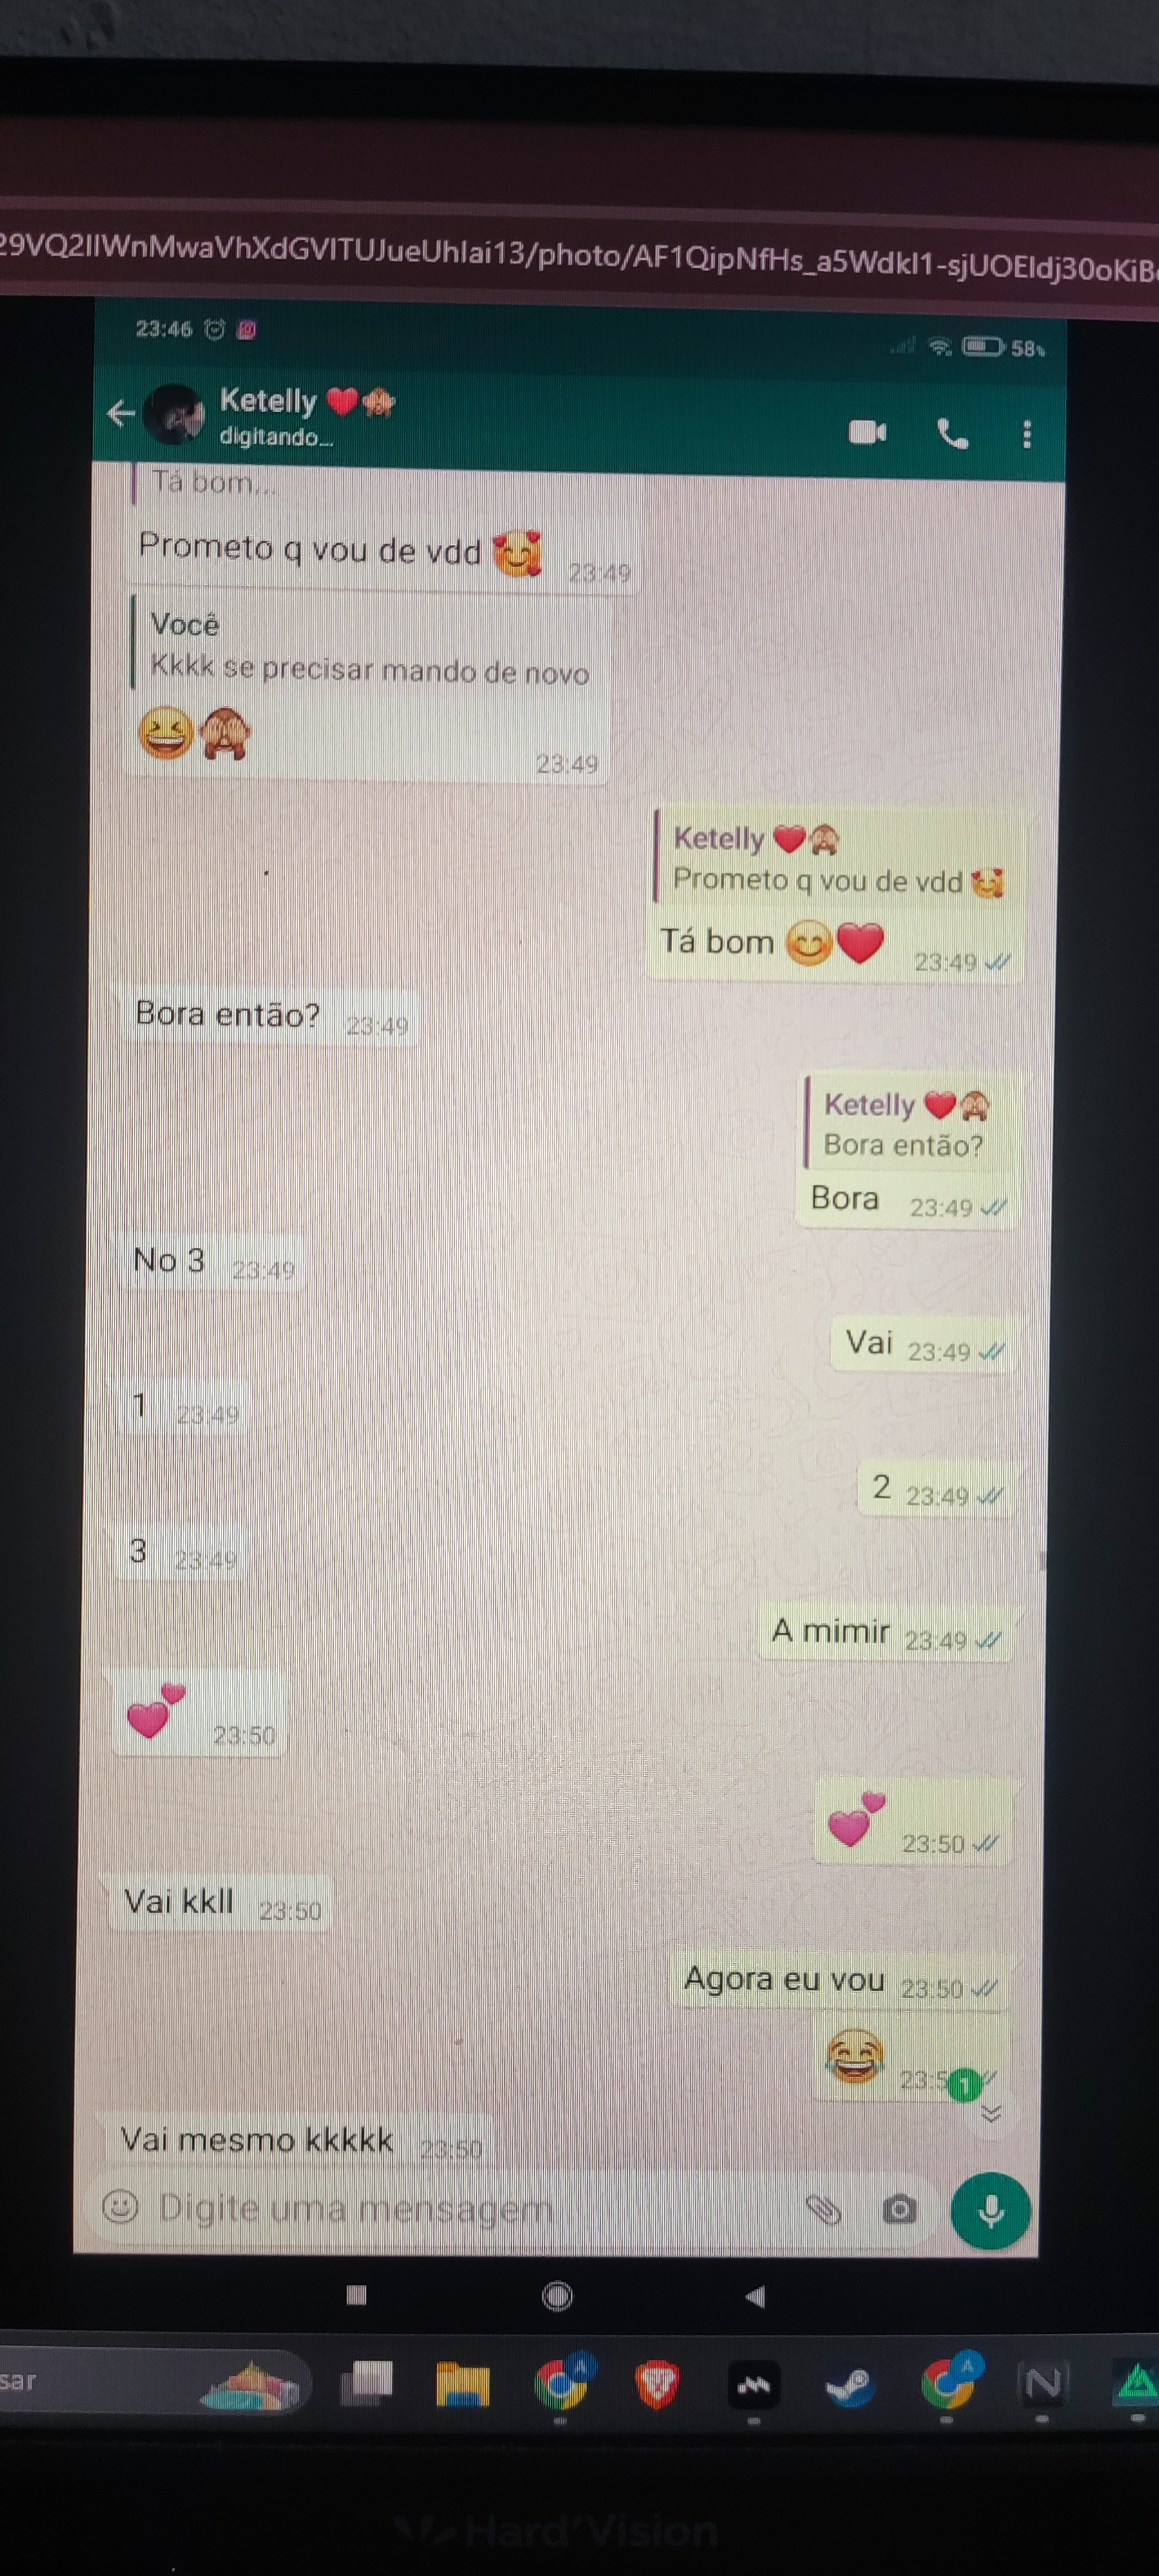 29VQ2IIWnMwaVhXdGVITUJueUhIai13/photo/AF1QipNfHs_a5WdkI1-sjUOEIdj30oKiB
23:46 58%
Ketelly ❤️🙈
digitando...
Tá bom...
Prometo q vou de vdd 🥰 23:49
Você
Kkkk se precisar mando de novo
😆🙈
23:49
Ketelly ❤️🙈
Prometo q vou de vdd 🥰
Tá bom 😊❤️ 23:49
Bora então? 23:49
Ketelly ❤️🙈
Bora então?
Bora 23:49
No 3 23:49
Vai 23:49
1 23:49
2 23:49
3 23:49
A mimir 23:49
💕 23:50
💕 23:50
Vai kkll 23:50
Agora eu vou 23:50
😂 23:5
1
Vai mesmo kkkkk 23:50
Digite uma mensagem
sar
A
A
N
Hard'Vision